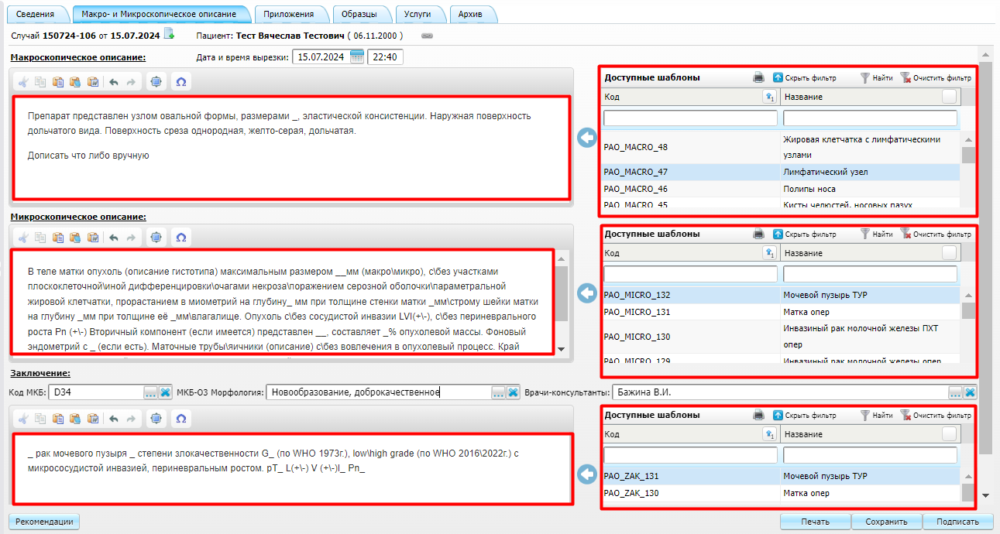 Сведения
Макро- и Микроскопическое описание
Приложения
Образцы
Услуги
Архив
Случай 150724-106 от 15.07.2024
Пациент: Тест Вячеслав Тестович ( 06.11.2000 )
Макроскопическое описание:
Дата и время вырезки: 15.07.2024 22:40
Препарат представлен узлом овальной формы, размерами _, эластической консистенции. Наружная поверхность
дольчатого вида. Поверхность среза однородная, желто-серая, дольчатая.
Дописать что либо вручную
Доступные шаблоны
Скрыть фильтр
Найти
Очистить фильтр
Код
Название
PAO_MACRO_48
Жировая клетчатка с лимфатическими
узлами
PAO_MACRO_47
Лимфатический узел
PAO_MACRO_46
Полипы носа
PAO_MACRO_45
Кисты челюстей, носовых пазух
Микроскопическое описание:
В теле матки опухоль (описание гистотипа) максимальным размером __мм (макро\микро), с\без участками
плоскоклеточной\иной дифференцировки\очагами некроза\поражением серозной оболочки\параметральной
жировой клетчатки, прорастанием в миометрий на глубину_ мм при толщине стенки матки _мм\строму шейки матки
на глубину _мм при толщине её _мм\влагалище. Опухоль с\без сосудистой инвазии LVI(+\-), с\без периневрального
роста Pn (+\-) Вторичный компонент (если имеется) представлен __, составляет _% опухолевой массы. Фоновый
эндометрий с _ (если есть). Маточные трубы\яичники (описание) с\без вовлечения в опухолевый процесс. Край
Доступные шаблоны
Скрыть фильтр
Найти
Очистить фильтр
Код
Название
PAO_MICRO_132
Мочевой пузырь ТУР
PAO_MICRO_131
Матка опер
PAO_MICRO_130
Инвазиный рак молочной железы ПХТ
опер
PAO_MICRO_129
Инвазиный рак молочной железы опер
Заключение:
Код МКБ: D34
МКБ-О3 Морфология: Новообразование, доброкачественное
Врачи-консультанты: Бажина В.И.
_ рак мочевого пузыря _ степени злокачественности G_ (по WHO 1973г.), low\high grade (по WHO 2016\2022г.) с
микрососудистой инвазией, периневральным ростом. pT_ L(+\-) V (+\-)I_ Pn_
Доступные шаблоны
Скрыть фильтр
Найти
Очистить фильтр
Код
Название
PAO_ZAK_131
Мочевой пузырь ТУР
PAO_ZAK_130
Матка опер
Рекомендации
Печать
Сохранить
Подписать